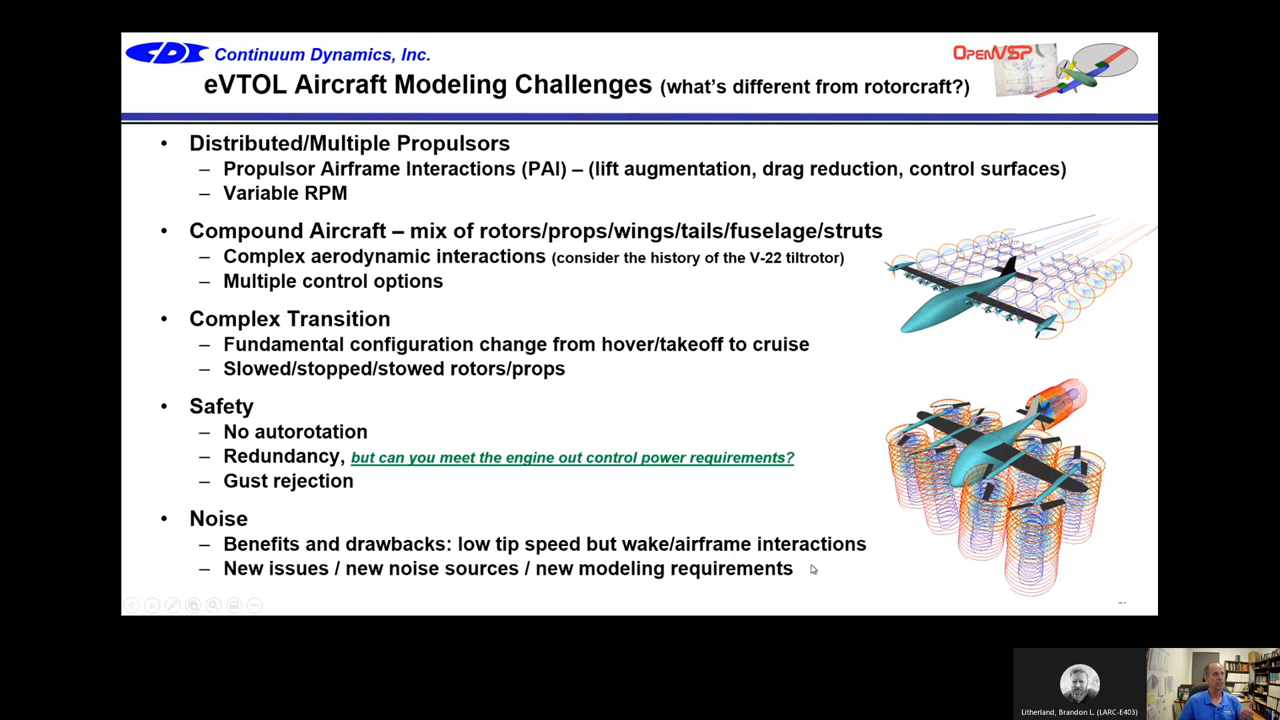 CDI Continuum Dynamics, Inc.
OPENVSP
eVTOL Aircraft Modeling Challenges (what's different from rotorcraft?)
• Distributed/Multiple Propulsors
– Propulsor Airframe Interactions (PAI) – (lift augmentation, drag reduction, control surfaces)
– Variable RPM
• Compound Aircraft – mix of rotors/props/wings/tails/fuselage/struts
– Complex aerodynamic interactions (consider the history of the V-22 tiltrotor)
– Multiple control options
• Complex Transition
– Fundamental configuration change from hover/takeoff to cruise
– Slowed/stopped/stowed rotors/props
• Safety
– No autorotation
– Redundancy, but can you meet the engine out control power requirements?
– Gust rejection
• Noise
– Benefits and drawbacks: low tip speed but wake/airframe interactions
– New issues / new noise sources / new modeling requirements
Litherland, Brandon L. (LARC-E403)